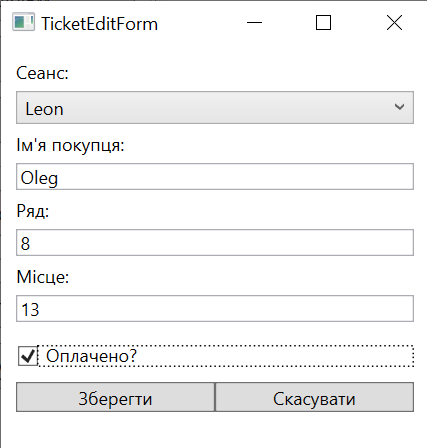 TicketEditForm
Сеанс:
Leon
Ім'я покупця:
Oleg
Ряд:
8
Місце:
13
Оплачено?
Зберегти Скасувати